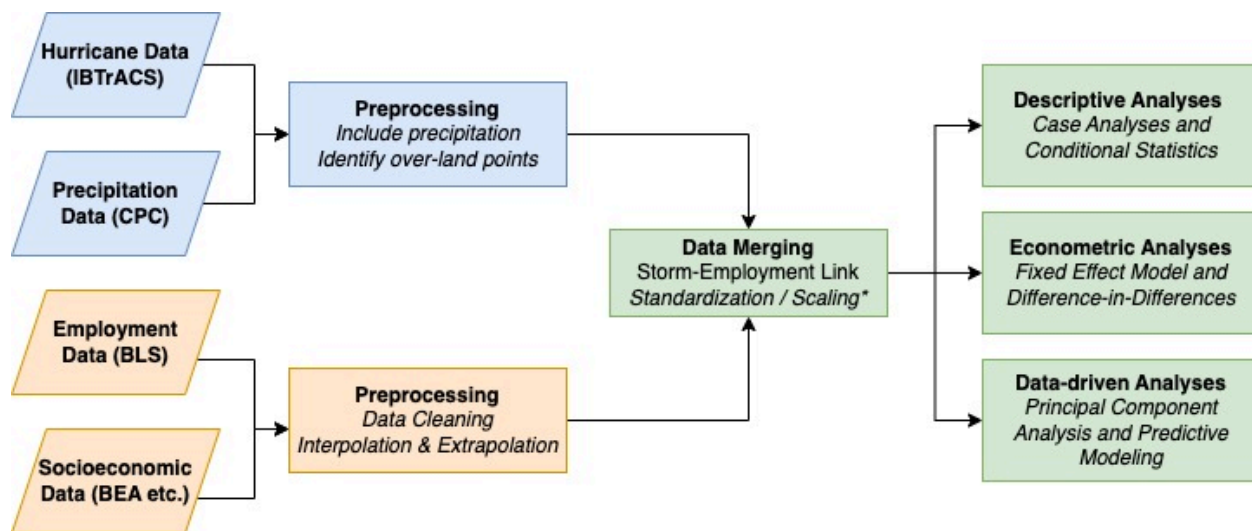 Hurricane Data
(IBTrACS)
Precipitation
Data (CPC)
Preprocessing
Include precipitation
Identify over-land points
Employment
Data (BLS)
Socioeconomic
Data (BEA etc.)
Preprocessing
Data Cleaning
Interpolation & Extrapolation
Data Merging
Storm-Employment Link
Standardization / Scaling*
Descriptive Analyses
Case Analyses and
Conditional Statistics
Econometric Analyses
Fixed Effect Model and
Difference-in-Differences
Data-driven Analyses
Principal Component
Analysis and Predictive
Modeling